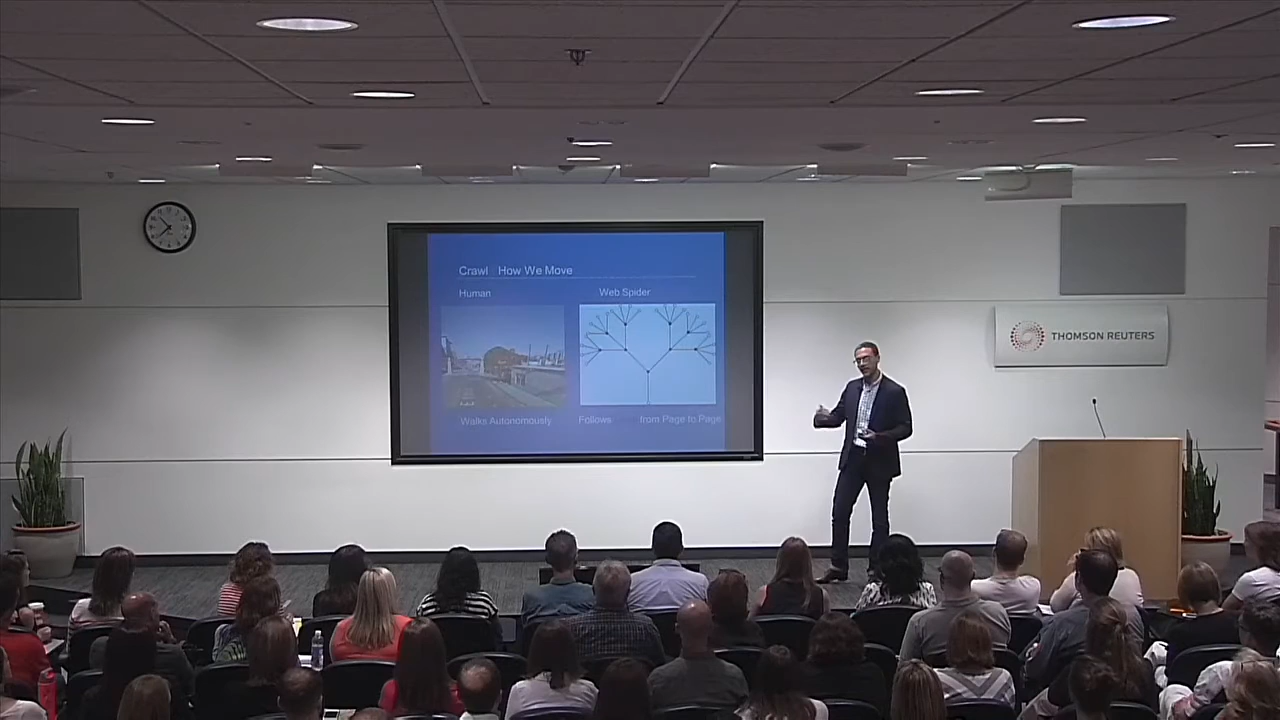 Crawl How We Move
Human
Web Spider
Walks Autonomously
Follows from Page to Page
THOMSON REUTERS